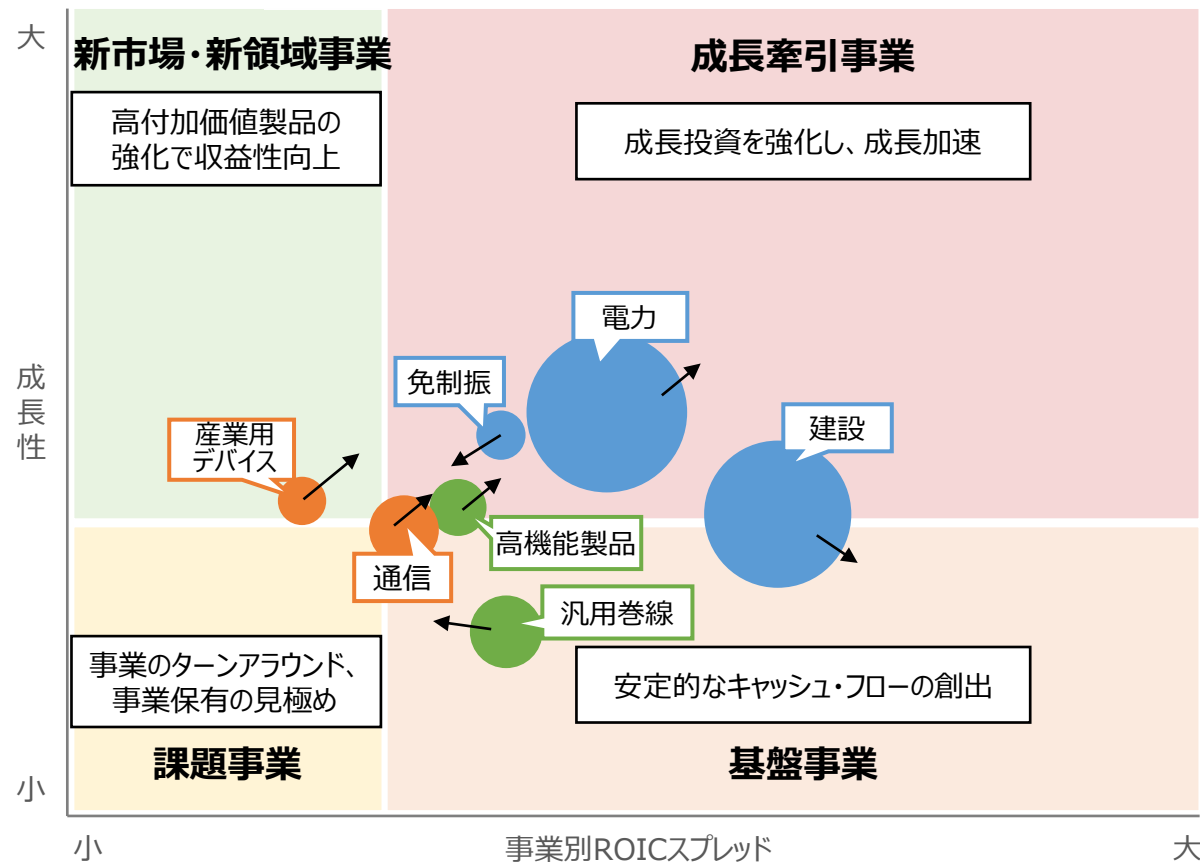 大
新市場・新領域事業
高付加価値製品の
強化で収益性向上
成長牽引事業
成長投資を強化し、成長加速
成長性
電力
免制振
建設
産業用
デバイス
高機能製品
通信
汎用巻線
事業のターンアラウンド、
事業保有の見極め
課題事業
安定的なキャッシュ・フローの創出
基盤事業
小
小
事業別ROICスプレッド
大